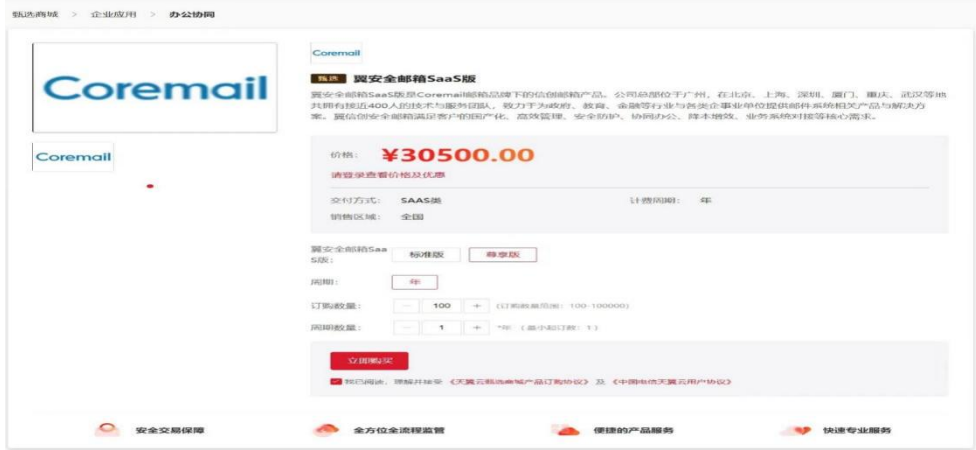 甄选商城 > 企业应用 > 办公协同
Coremail
Coremail
Coremail
甄选 翼安全邮箱SaaS版
翼安全邮箱SaaS版是Coremail邮箱品牌下的信创邮箱产品。公司总部位于广州，在北京、上海、深圳、厦门、重庆、武汉等地
共拥有接近400人的技术与服务团队，致力于为政府、教育、金融等行业与各类企事业单位提供邮件系统相关产品与解决方
案。翼信创安全邮箱满足客户的国产化、高效管理、安全防护、协同办公、降本增效、业务系统对接等核心需求。
价格: ¥30500.00
请登录查看价格及优惠
交付方式: SAAS类 计费周期: 年
销售区域: 全国
翼安全邮箱Saa
S版: 标准版 尊享版
周期: 年
订购数量: − 100 + (订购数量范围: 100-100000)
周期数量: − 1 + *年 (最小起订数: 1)
立即购买
我已阅读，理解并接受 《天翼云甄选商城产品订购协议》 及 《中国电信天翼云用户协议》
安全交易保障 全方位全流程监管 便捷的产品服务 快速专业服务